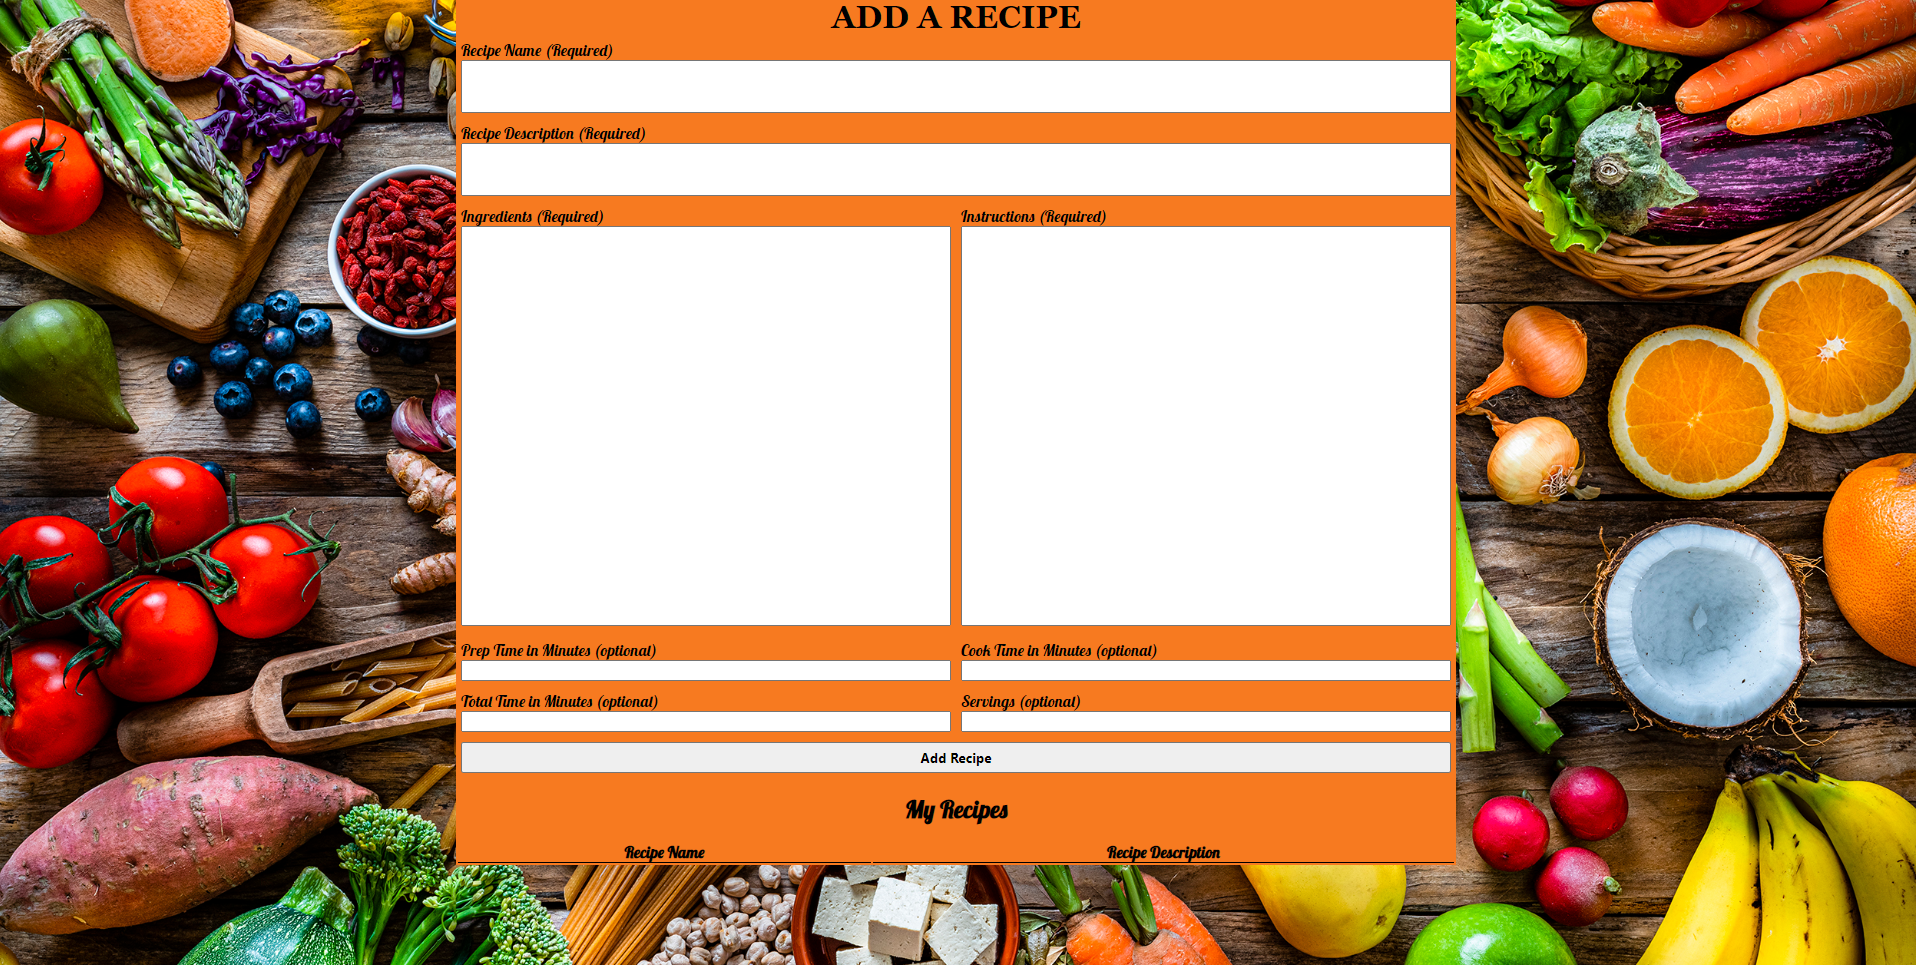 ADD A RECIPE
Recipe Name (Required)
Recipe Description (Required)
Ingredients (Required) Instructions (Required)
Prep Time in Minutes (optional) Cook Time in Minutes (optional)
Total Time in Minutes (optional) Servings (optional)
Add Recipe
My Recipes
Recipe Name Recipe Description